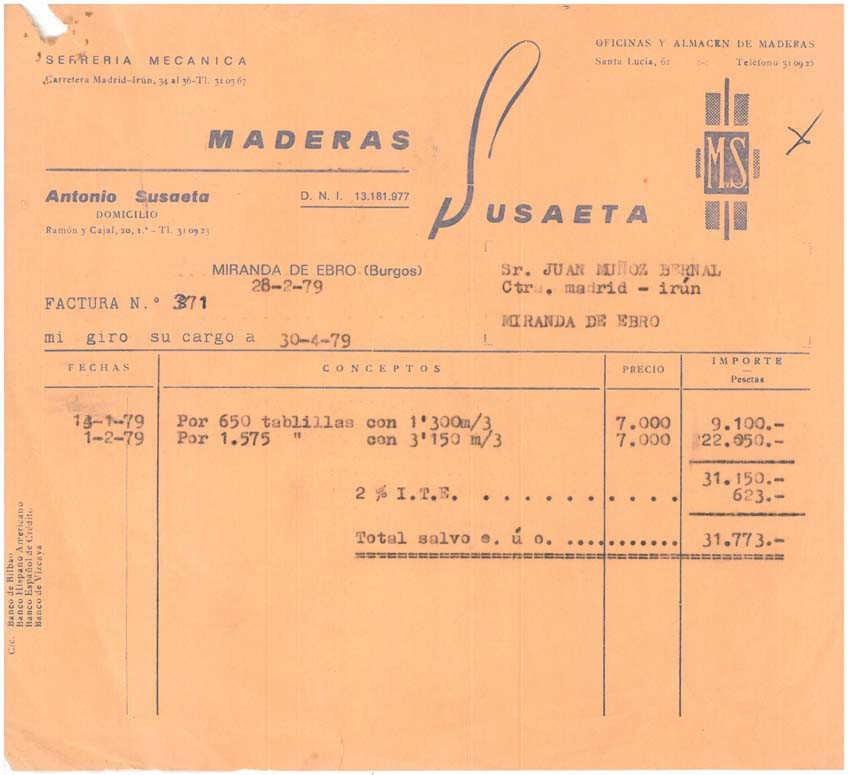 SERRERIA MECANICA
Carretera Madrid-Irún, 34 al 36-Tl. 31 03 67
OFICINAS Y ALMACEN DE MADERAS
Santa Lucía, 62 Teléfono 31 09 23
MADERAS
SUSAETA
M.S
Antonio Susaeta
D. N. I. 13.181.977
DOMICILIO
Ramón y Cajal, 20, 1.º - Tl. 31 09 23
MIRANDA DE EBRO (Burgos)
28-2-79
Sr. JUAN MUÑOZ BERNAL
Ctra. madrid - irún
MIRANDA DE EBRO
FACTURA N.º 371
mi giro su cargo a 30-4-79
FECHAS CONCEPTOS PRECIO IMPORTE
Pesetas
-1-79 Por 650 tablillas con 1'300m/3 7.000 9.100.-
1-2-79 Por 1.575 " con 3'150 m/3 7.000 22.050.-
31.150.-
2 % I.T.E. . . . . . . . . . . 623.-
Total salvo e. ú o. ........... 31.773.-
C/c. Banco de Bilbao
Banco Hispano Americano
Banco Español de Crédito
Banco de Vizcaya